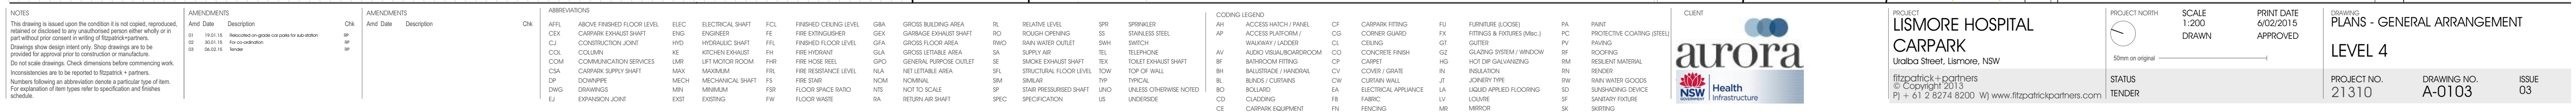 NOTES
This drawing is issued upon the condition it is not copied, reproduced,
retained or disclosed to any unauthorised person either wholly or in
part without prior consent in writing of fitzpatrick+partners.
Drawings show design intent only. Shop drawings are to be
provided for approval prior to construction or manufacture.
Do not scale drawings. Check dimensions before commencing work.
Inconsistencies are to be reported to fitzpatrick + partners.
Numbers following an abbreviation denote a particular type of item.
For explanation of item types refer to specification and finishes
schedule.
AMENDMENTS
Amd Date Description Chk
01 19.01.15 Relocated on-grade car parks for sub-station RP
02 30.01.15 For co-ordination RP
03 06.02.15 Tender RP
AMENDMENTS
Amd Date Description Chk
ABBREVIATIONS
AFFL ABOVE FINISHED FLOOR LEVEL
CEX CARPARK EXHAUST SHAFT
CJ CONSTRUCTION JOINT
COL COLUMN
COM COMMUNICATION SERVICES
CSA CARPARK SUPPLY SHAFT
DP DOWNPIPE
DWG DRAWINGS
EJ EXPANSION JOINT
ELEC ELECTRICAL SHAFT
ENG ENGINEER
HYD HYDRAULIC SHAFT
KE KITCHEN EXHAUST
LMR LIFT MOTOR ROOM
MAX MAXIMUM
MECH MECHANICAL SHAFT
MIN MINIMUM
EXST EXISTING
FCL FINISHED CEILING LEVEL
FE FIRE EXTINGUISHER
FFL FINISHED FLOOR LEVEL
FH FIRE HYDRANT
FHR FIRE HOSE REEL
FRL FIRE RESISTANCE LEVEL
FS FIRE STAIR
FSR FLOOR SPACE RATIO
FW FLOOR WASTE
GBA GROSS BUILDING AREA
GEX GARBAGE EXHAUST SHAFT
GFA GROSS FLOOR AREA
GLA GROSS LETTABLE AREA
GPO GENERAL PURPOSE OUTLET
NLA NET LETTABLE AREA
NOM NOMINAL
NTS NOT TO SCALE
RA RETURN AIR SHAFT
RL RELATIVE LEVEL
RO ROUGH OPENING
RWO RAIN WATER OUTLET
SA SUPPLY AIR
SE SMOKE EXHAUST SHAFT
SFL STRUCTURAL FLOOR LEVEL
SIM SIMILAR
SP STAIR PRESSURISED SHAFT
SPEC SPECIFICATION
SPR SPRINKLER
SS STAINLESS STEEL
SWH SWITCH
TEL TELEPHONE
TEX TOILET EXHAUST SHAFT
TOW TOP OF WALL
TYP TYPICAL
UNO UNLESS OTHERWISE NOTED
US UNDERSIDE
CODING LEGEND
AH ACCESS HATCH / PANEL
AP ACCESS PLATFORM /
WALKWAY / LADDER
AV AUDIO VISUAL/BOARDROOM
BF BATHROOM FITTING
BH BALUSTRADE / HANDRAIL
BL BLINDS / CURTAINS
BO BOLLARD
CD CLADDING
CE CARPARK EQUIPMENT
CF CARPARK FITTING
CG CORNER GUARD
CL CEILING
CO CONCRETE FINISH
CP CARPET
CV COVER / GRATE
CW CURTAIN WALL
EA ELECTRICAL APPLIANCE
FB FABRIC
FN FENCING
FU FURNITURE (LOOSE)
FX FITTINGS & FIXTURES (Misc.)
GT GUTTER
GZ GLAZING SYSTEM / WINDOW
HG HOT DIP GALVANIZING
IN INSULATION
JT JOINERY TYPE
LA LIQUID APPLIED FLOORING
LV LOUVRE
MR MIRROR
PA PAINT
PC PROTECTIVE COATING (STEEL)
PV PAVING
RF ROOFING
RM RESILIENT MATERIAL
RN RENDER
RW RAIN WATER GOODS
SD SUNSHADING DEVICE
SF SANITARY FIXTURE
SK SKIRTING
CLIENT
aurora
NSW
GOVERNMENT
Health
Infrastructure
PROJECT
LISMORE HOSPITAL
CARPARK
Uralba Street, Lismore, NSW
fitzpatrick+partners
© Copyright 2013
P) + 61 2 8274 8200 W) www.fitzpatrickpartners.com
PROJECT NORTH
SCALE
1:200
DRAWN
PRINT DATE
6/02/2015
APPROVED
50mm on original
STATUS
TENDER
DRAWING
PLANS - GENERAL ARRANGEMENT
LEVEL 4
PROJECT NO.
21310
DRAWING NO.
A-0103
ISSUE
03